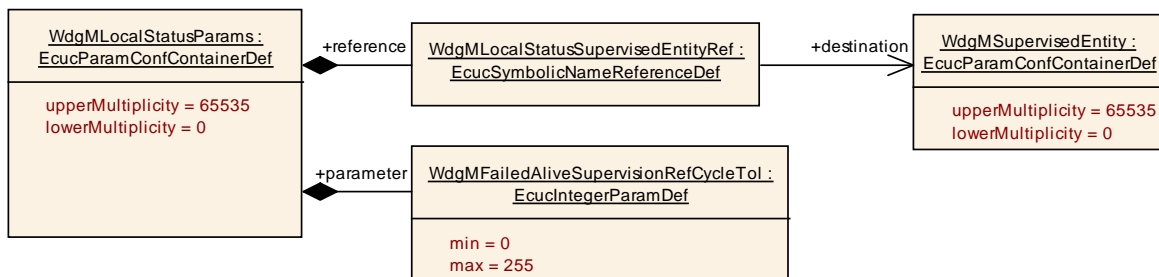 WdgMLocalStatusParams :
EcucParamConfContainerDef
upperMultiplicity = 65535
lowerMultiplicity = 0
+reference
WdgMLocalStatusSupervisedEntityRef :
EcucSymbolicNameReferenceDef
+destination
WdgMSupervisedEntity :
EcucParamConfContainerDef
upperMultiplicity = 65535
lowerMultiplicity = 0
+parameter
WdgMFailedAliveSupervisionRefCycleTol :
EcucIntegerParamDef
min = 0
max = 255